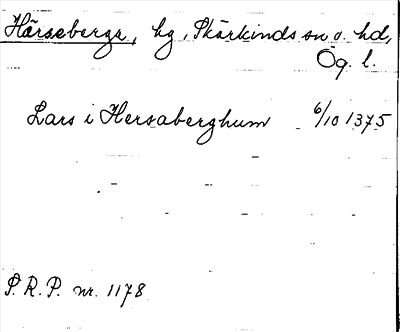 Härseberga, hg, Skärkinds sn o. hd,
Ög. l.
Lars i Hersaberghum 6/10 1375
P. R. P. nr. 1178